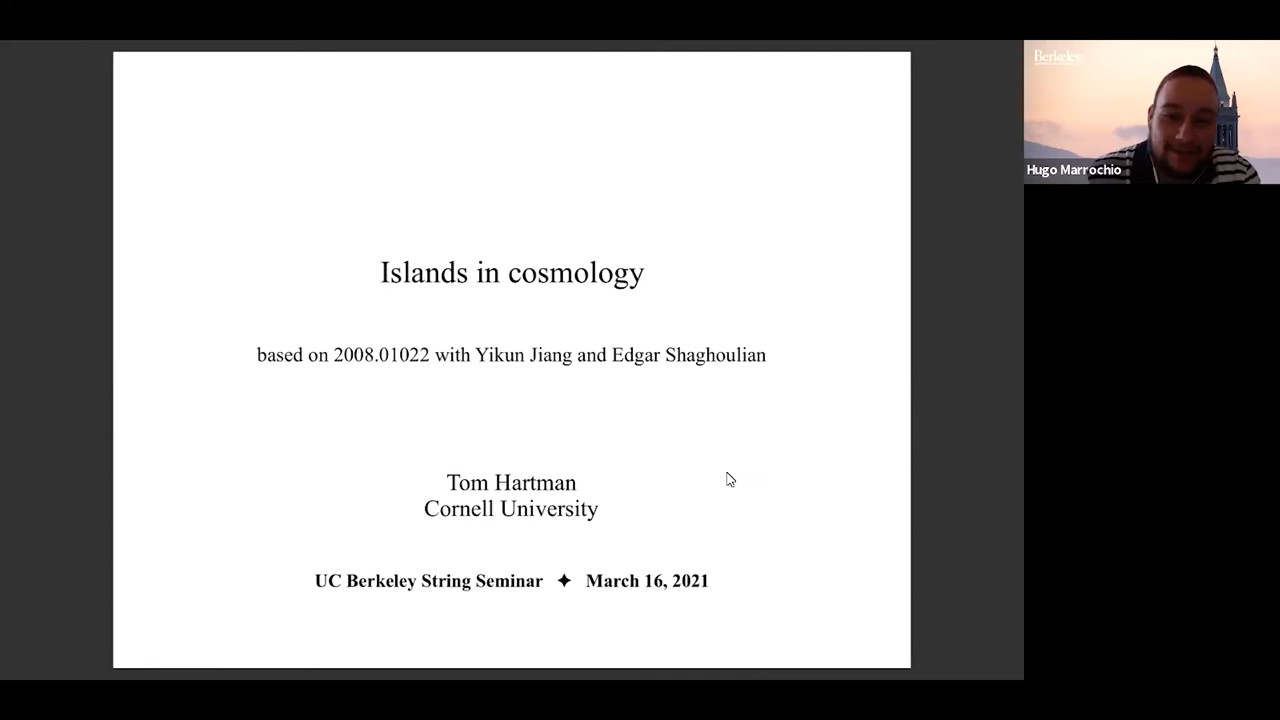 Islands in cosmology
based on 2008.01022 with Yikun Jiang and Edgar Shaghoulian
Tom Hartman
Cornell University
UC Berkeley String Seminar ✦ March 16, 2021
Berkeley
Hugo Marrochio